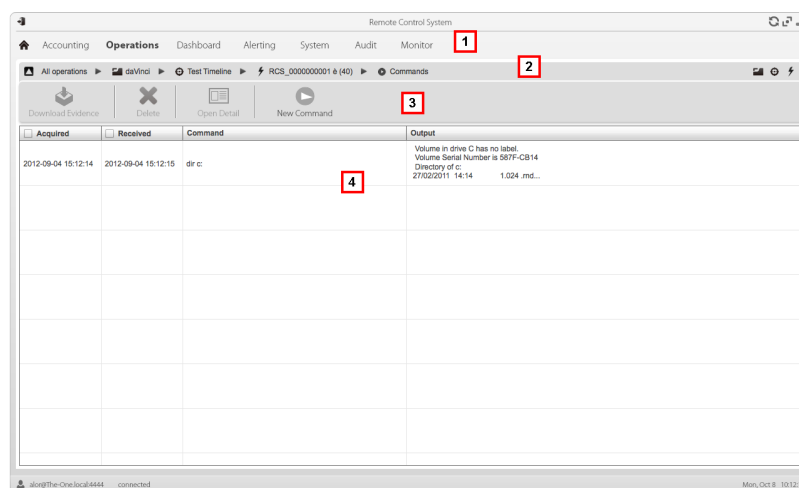 Remote Control System
Accounting Operations Dashboard Alerting System Audit Monitor 1
All operations daVinci Test Timeline RCS_0000000001 è (40) Commands 2
Download Evidence Delete Open Detail New Command 3
Acquired Received Command Output
Volume in drive C has no label.
Volume Serial Number is 587F-CB14
2012-09-04 15:12:14 2012-09-04 15:12:15 dir c:
Directory of c:
27/02/2011 14:14 1.024 .rnd...
4
alor@The-One.local:4444 connected Mon, Oct 8 10:12: